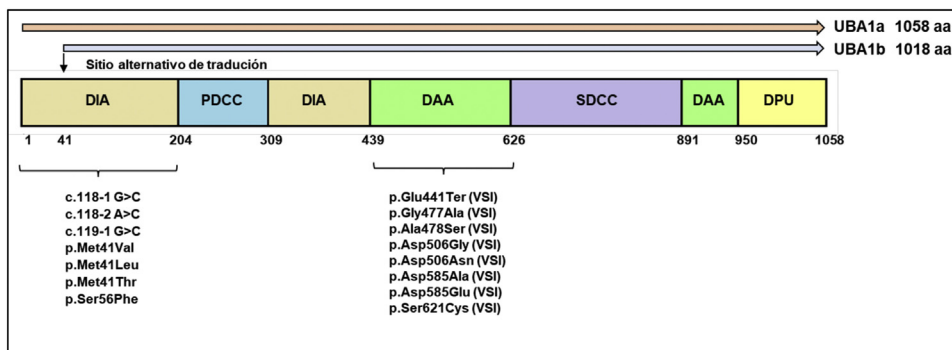 UBA1a 1058 aa
UBA1b 1018 aa
Sitio alternativo de tradución
DIA PDCC DIA DAA SDCC DAA DPU
1 41 204 309 439 626 891 950 1058
c.118-1 G>C
c.118-2 A>C
c.119-1 G>C
p.Met41Val
p.Met41Leu
p.Met41Thr
p.Ser56Phe
p.Glu441Ter (VSI)
p.Gly477Ala (VSI)
p.Ala478Ser (VSI)
p.Asp506Gly (VSI)
p.Asp506Asn (VSI)
p.Asp585Ala (VSI)
p.Asp585Glu (VSI)
p.Ser621Cys (VSI)